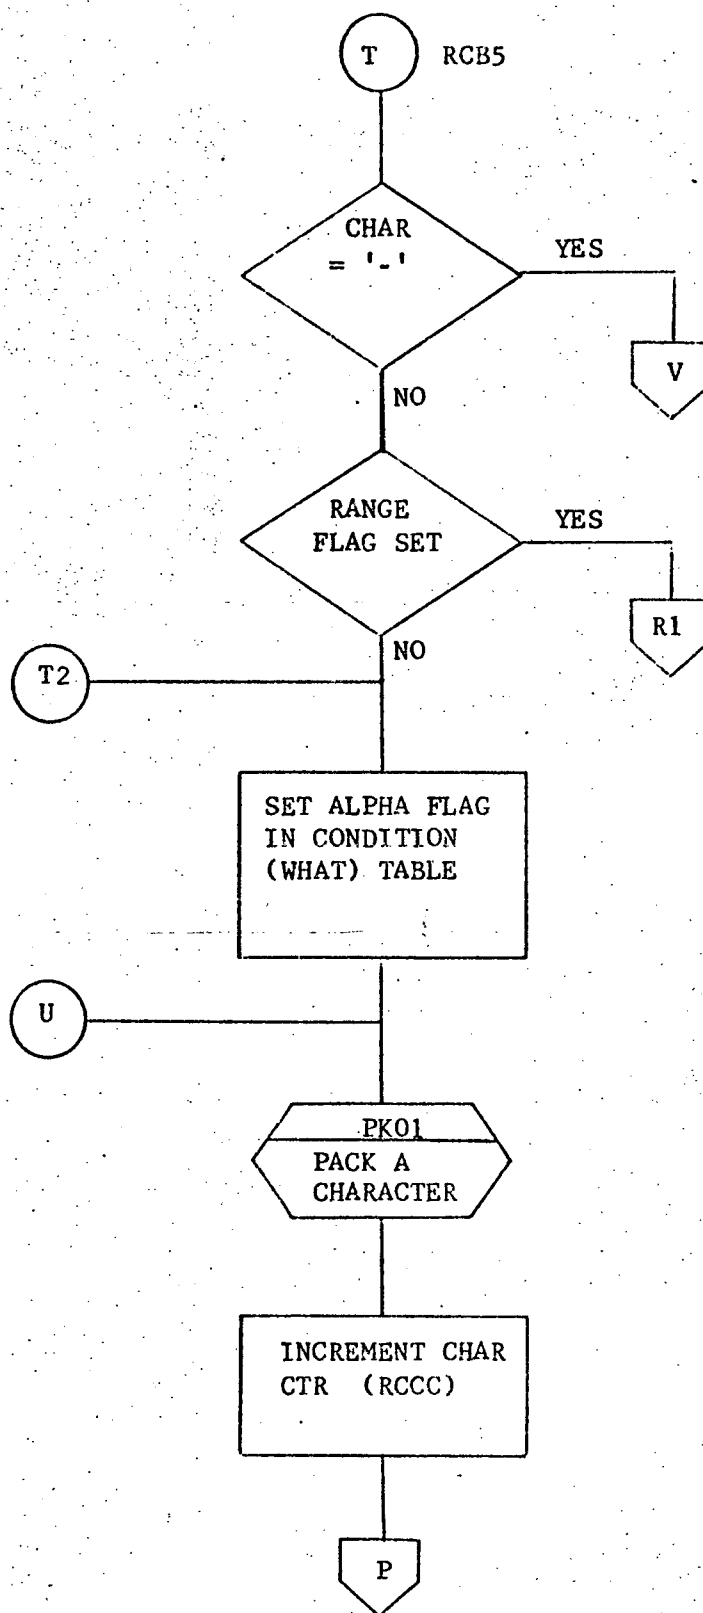 T RCB5
CHAR
= '-'
YES
V
NO
RANGE
FLAG SET
YES
R1
NO
T2
SET ALPHA FLAG
IN CONDITION
(WHAT) TABLE
U
PK01
PACK A
CHARACTER
INCREMENT CHAR
CTR (RCCC)
P